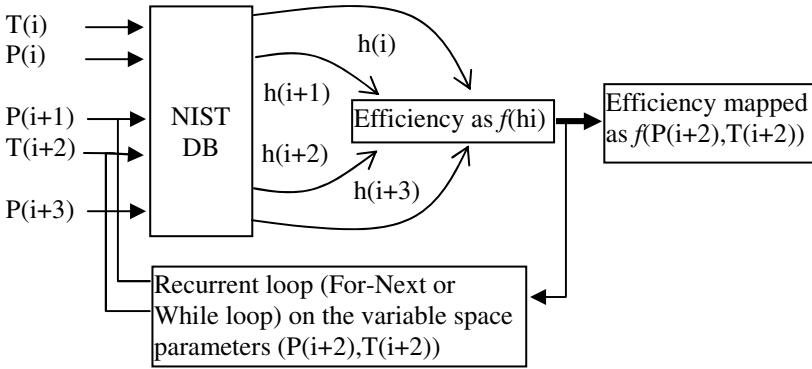 T(i)
P(i)
P(i+1)
T(i+2)
P(i+3)
NIST
DB
h(i)
h(i+1)
h(i+2)
h(i+3)
Efficiency as f(hi)
Efficiency mapped
as f(P(i+2),T(i+2))
Recurrent loop (For-Next or
While loop) on the variable space
parameters (P(i+2),T(i+2))